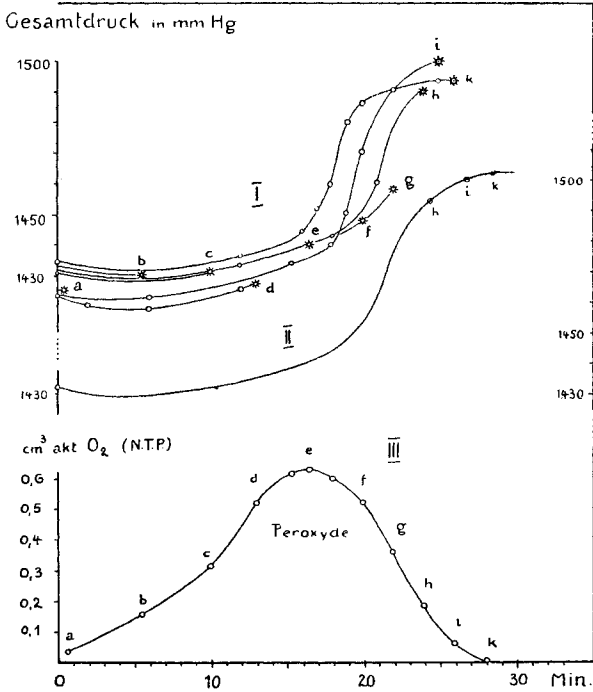 Gesamtdruck in mm Hg
1500
i
k
h
I
g
1500
i
k
h
1450
e
f
b
c
1430
a
d
II
1450
1430
1430
cm³ akt O₂ (N.T.P.)
III
0,6
e
d
f
0,5
Peroxyde
g
0,4
c
0,3
h
0,2
b
0,1
a
i
k
0
10
20
30
Min.